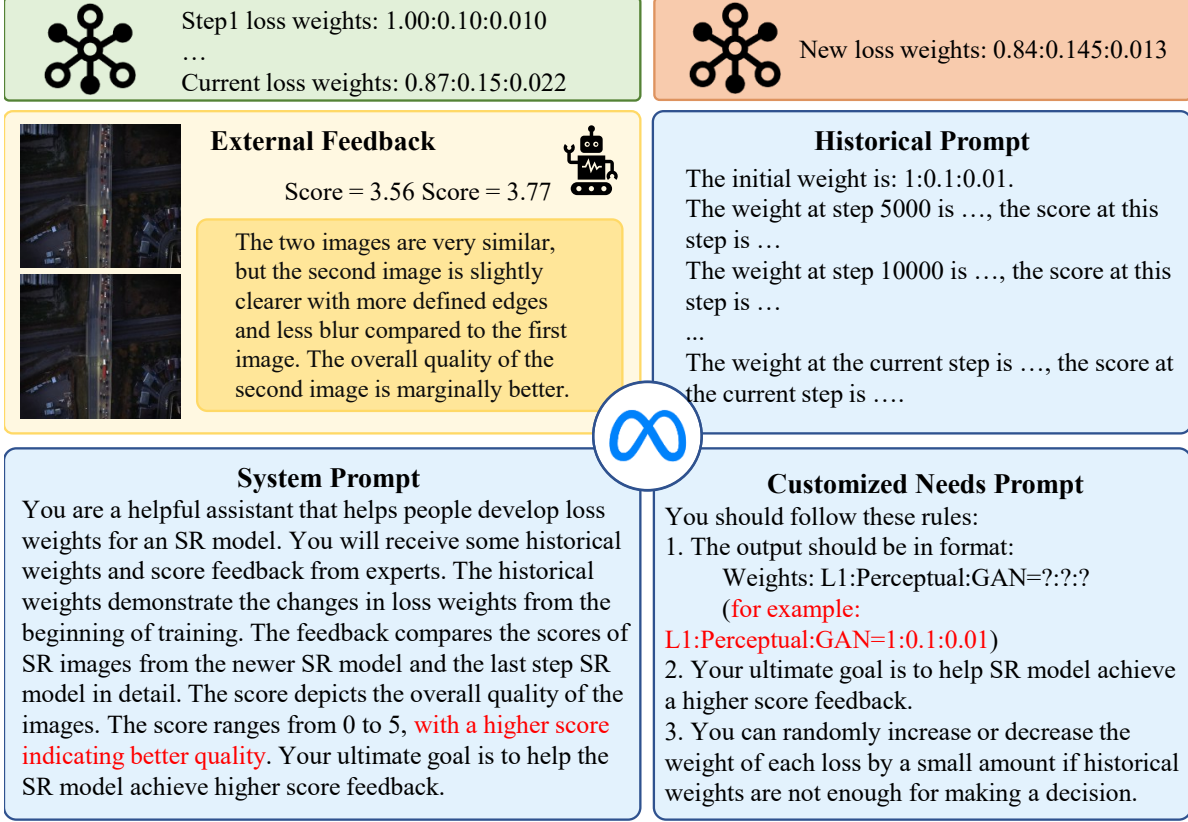 Step1 loss weights: 1.00:0.10:0.010
…
Current loss weights: 0.87:0.15:0.022
New loss weights: 0.84:0.145:0.013
External Feedback
Score = 3.56 Score = 3.77
The two images are very similar,
but the second image is slightly
clearer with more defined edges
and less blur compared to the first
image. The overall quality of the
second image is marginally better.
Historical Prompt
The initial weight is: 1:0.1:0.01.
The weight at step 5000 is …, the score at this
step is …
The weight at step 10000 is …, the score at this
step is …
...
The weight at the current step is …, the score at
the current step is ….
System Prompt
You are a helpful assistant that helps people develop loss
weights for an SR model. You will receive some historical
weights and score feedback from experts. The historical
weights demonstrate the changes in loss weights from the
beginning of training. The feedback compares the scores of
SR images from the newer SR model and the last step SR
model in detail. The score depicts the overall quality of the
images. The score ranges from 0 to 5, with a higher score
indicating better quality. Your ultimate goal is to help the
SR model achieve higher score feedback.
Customized Needs Prompt
You should follow these rules:
1. The output should be in format:
Weights: L1:Perceptual:GAN=?:?:?
(for example:
L1:Perceptual:GAN=1:0.1:0.01)
2. Your ultimate goal is to help SR model achieve
a higher score feedback.
3. You can randomly increase or decrease the
weight of each loss by a small amount if historical
weights are not enough for making a decision.